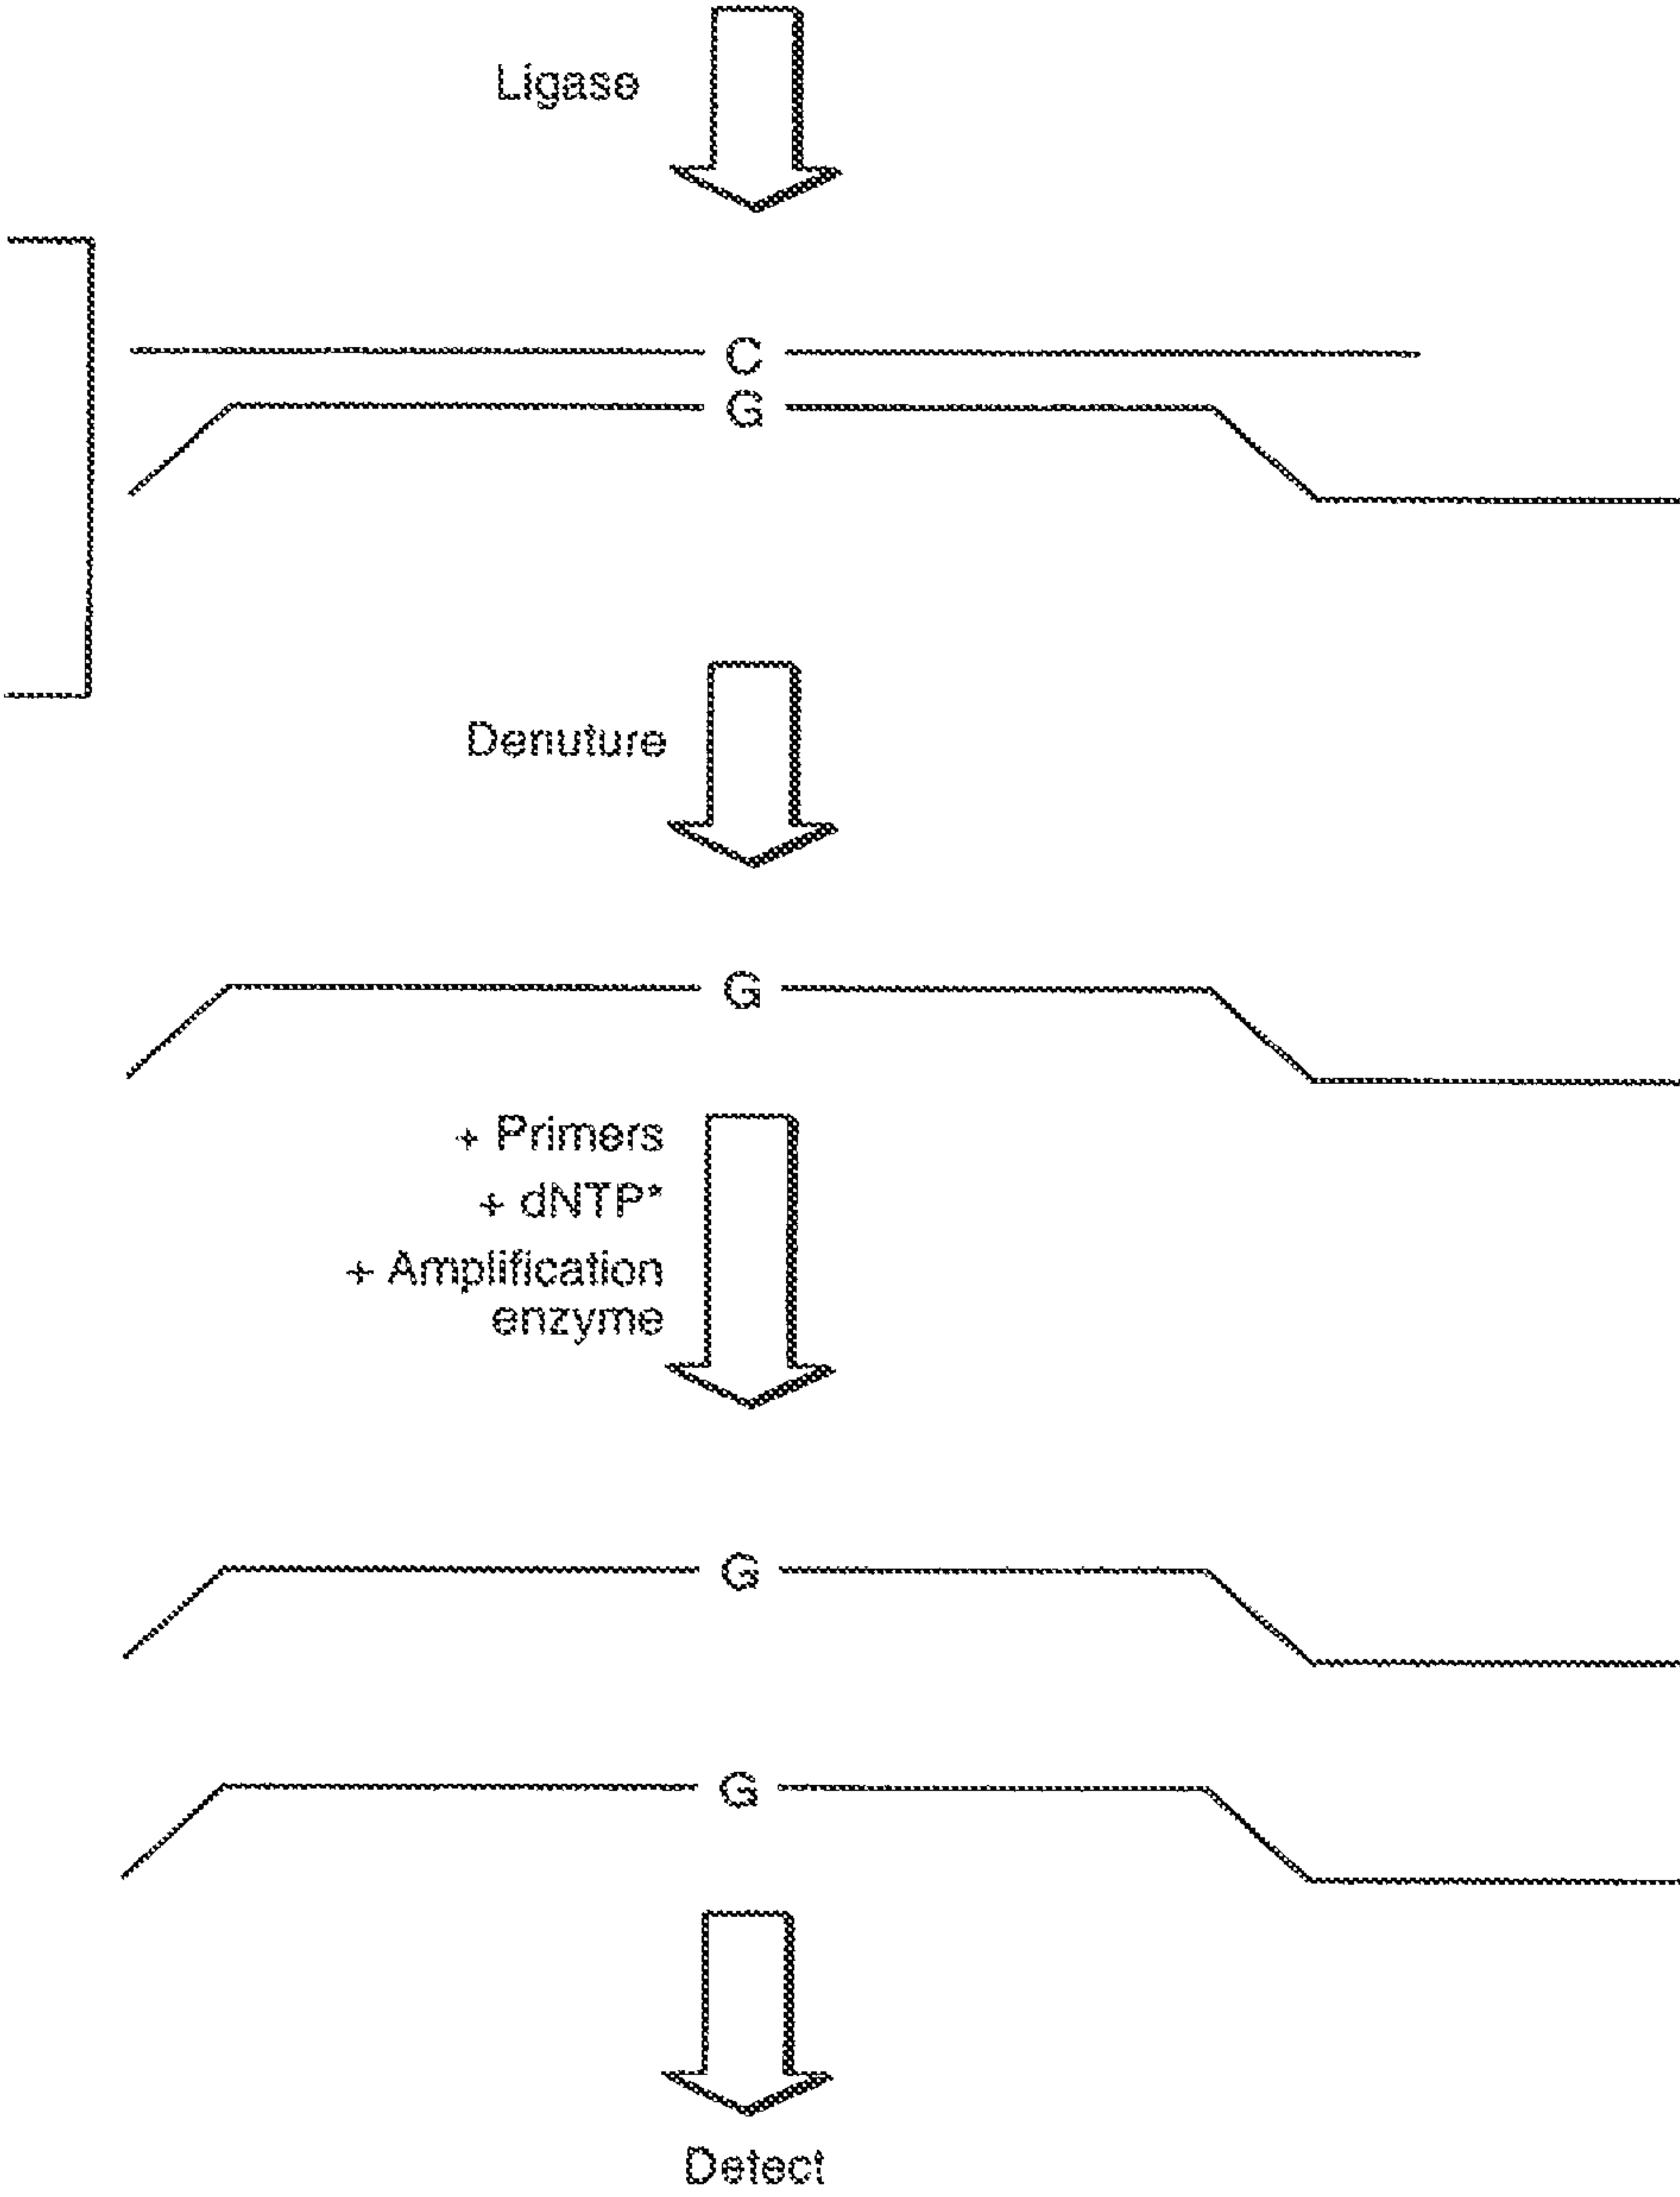 Ligase
C
G
Denuture
G
+ Primers
+ dNTP*
+ Amplification
enzyme
G
G
Detect